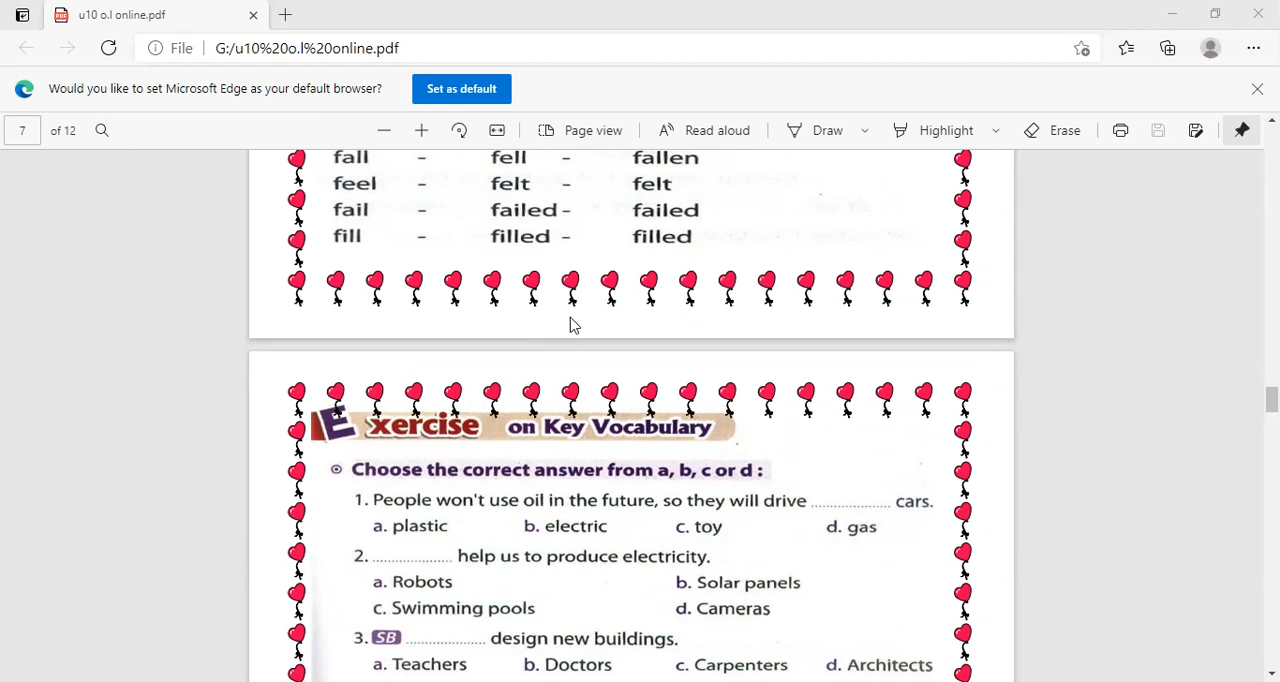 u10 o.l online.pdf
File G:/u10%20o.l%20online.pdf
Would you like to set Microsoft Edge as your default browser? Set as default
7 of 12 Page view Read aloud Draw Highlight Erase
fall - fell - fallen
feel - felt - felt
fail - failed - failed
fill - filled - filled
Exercise on Key Vocabulary
Choose the correct answer from a, b, c or d :
1. People won't use oil in the future, so they will drive .................. cars.
a. plastic b. electric c. toy d. gas
2. .................. help us to produce electricity.
a. Robots b. Solar panels
c. Swimming pools d. Cameras
3. SB .................. design new buildings.
a. Teachers b. Doctors c. Carpenters d. Architects